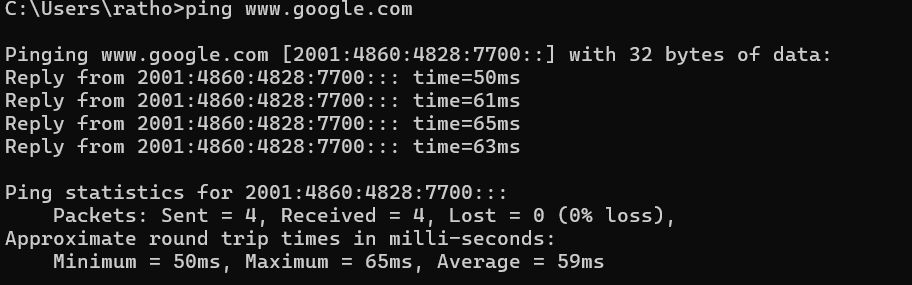 C:\Users\ratho>ping www.google.com
Pinging www.google.com [2001:4860:4828:7700::] with 32 bytes of data:
Reply from 2001:4860:4828:7700::: time=50ms
Reply from 2001:4860:4828:7700::: time=61ms
Reply from 2001:4860:4828:7700::: time=65ms
Reply from 2001:4860:4828:7700::: time=63ms
Ping statistics for 2001:4860:4828:7700:::
    Packets: Sent = 4, Received = 4, Lost = 0 (0% loss),
Approximate round trip times in milli-seconds:
    Minimum = 50ms, Maximum = 65ms, Average = 59ms